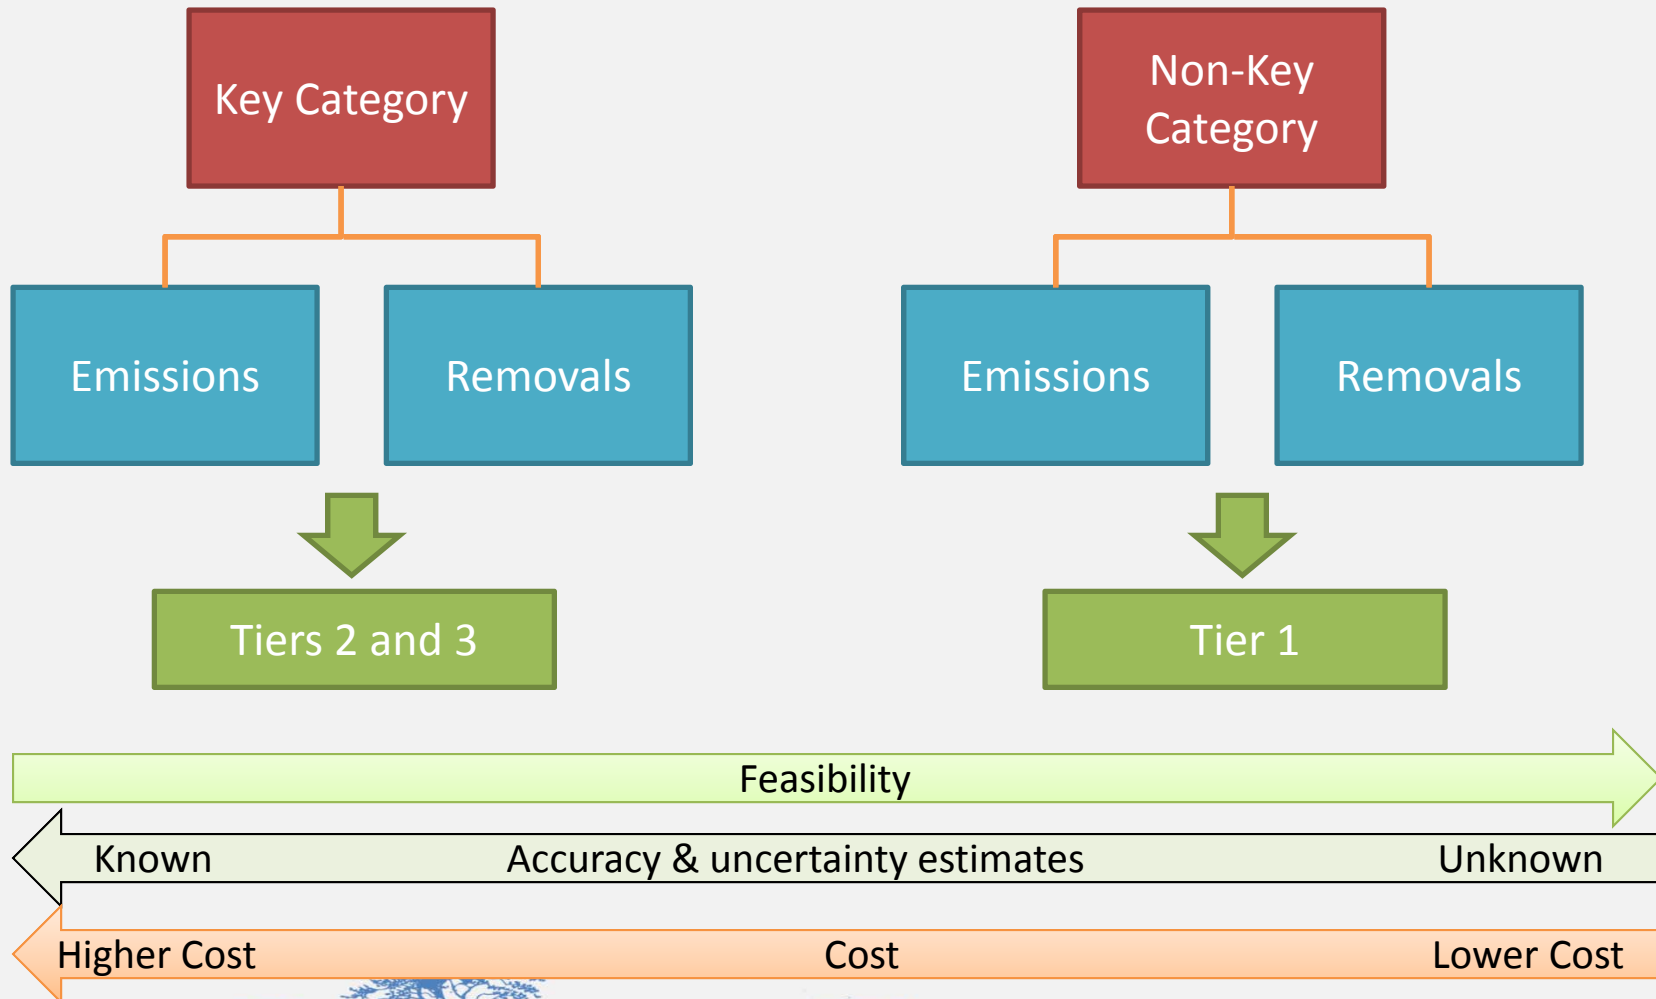 Key Category
Non-Key
Category
Emissions
Removals
Emissions
Removals
Tiers 2 and 3
Tier 1
Feasibility
Known Accuracy & uncertainty estimates Unknown
Higher Cost Cost Lower Cost